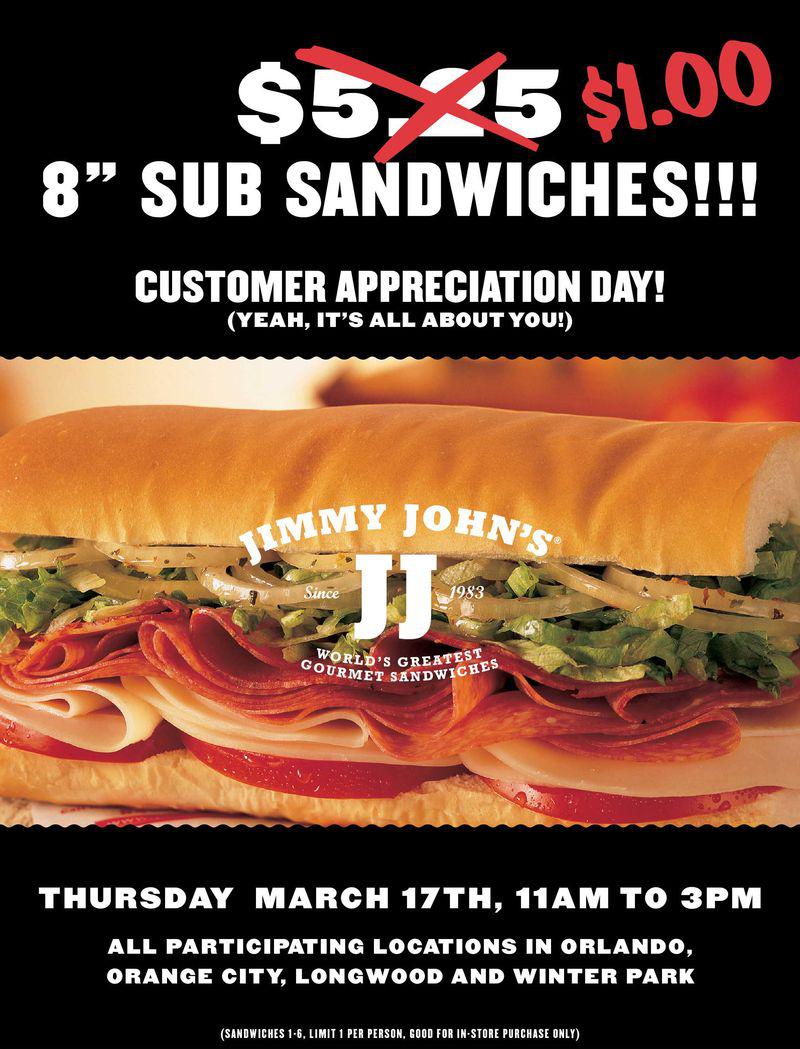 $5.25 $1.00
8” SUB SANDWICHES!!!
CUSTOMER APPRECIATION DAY!
(YEAH, IT’S ALL ABOUT YOU!)
JIMMY JOHN’S®
Since JJ 1983
WORLD’S GREATEST
GOURMET SANDWICHES
THURSDAY MARCH 17TH, 11AM TO 3PM
ALL PARTICIPATING LOCATIONS IN ORLANDO,
ORANGE CITY, LONGWOOD AND WINTER PARK
(SANDWICHES 1-6, LIMIT 1 PER PERSON, GOOD FOR IN-STORE PURCHASE ONLY)